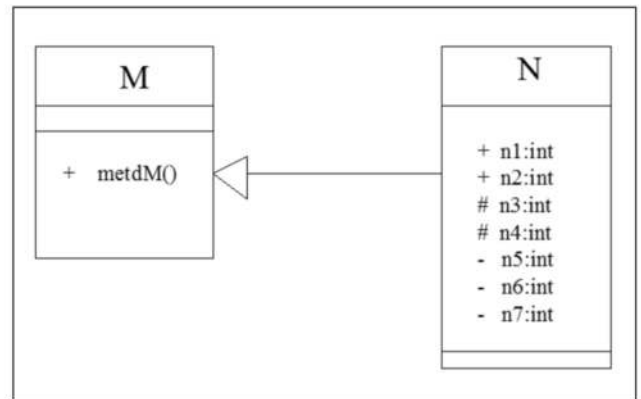 M
+ metdM()
N
+ n1:int
+ n2:int
# n3:int
# n4:int
- n5:int
- n6:int
- n7:int